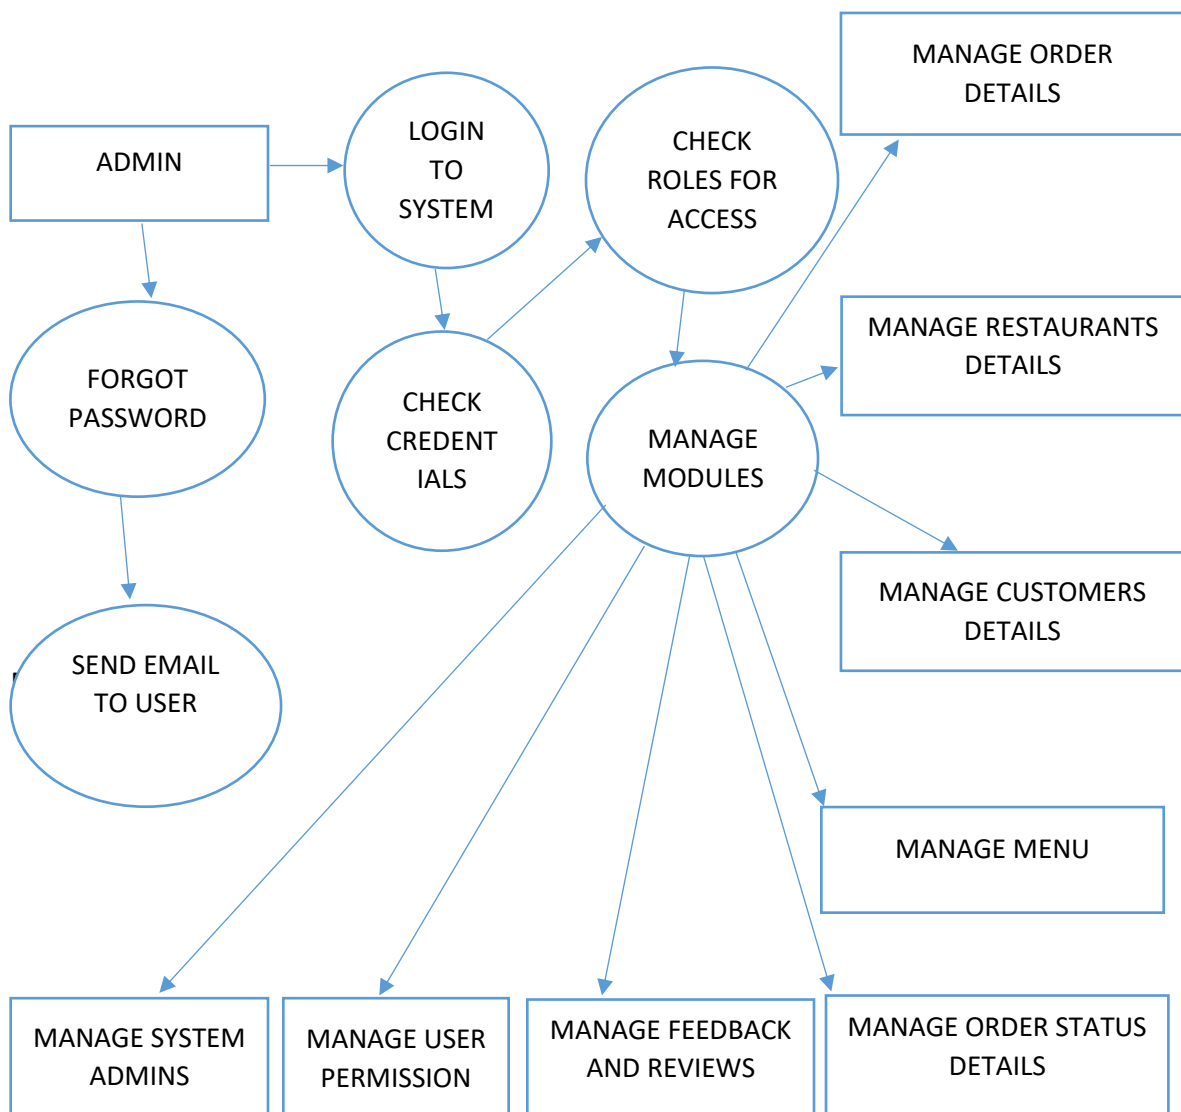 MANAGE ORDER
DETAILS
ADMIN
LOGIN
TO
SYSTEM
CHECK
ROLES FOR
ACCESS
MANAGE RESTAURANTS
DETAILS
FORGOT
PASSWORD
CHECK
CREDENT
IALS
MANAGE
MODULES
MANAGE CUSTOMERS
DETAILS
SEND EMAIL
TO USER
MANAGE MENU
MANAGE SYSTEM
ADMINS
MANAGE USER
PERMISSION
MANAGE FEEDBACK
AND REVIEWS
MANAGE ORDER STATUS
DETAILS